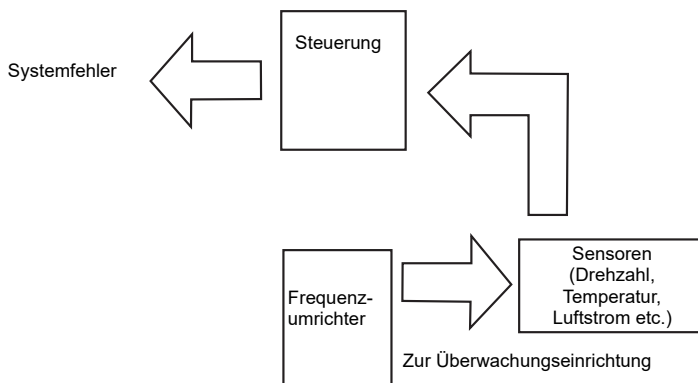 Steuerung
Systemfehler
Sensoren
(Drehzahl,
Temperatur,
Luftstrom etc.)
Frequenz-
umrichter
Zur Überwachungseinrichtung